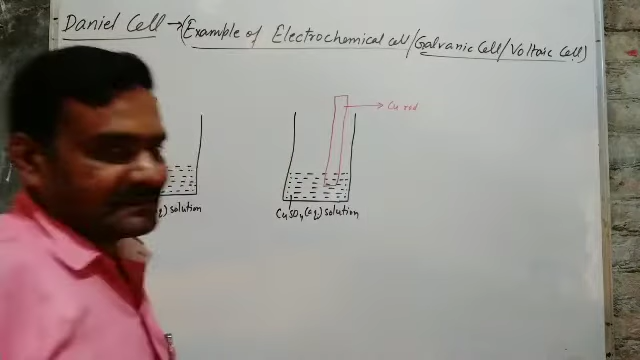 Daniel Cell → (Example of Electrochemical cell/Galvanic Cell/Voltaic Cell)
→ Cu rod
q) solution
CuSO4(aq.) solution